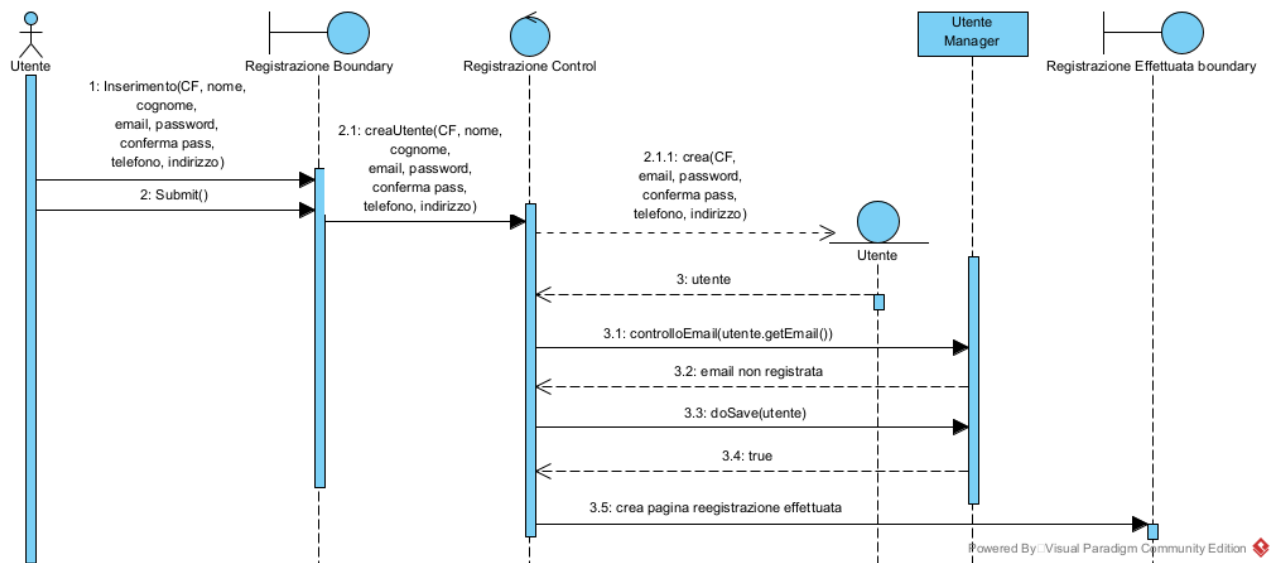 Utente
Registrazione Boundary
Registrazione Control
Utente
Manager
Registrazione Effettuata boundary
1: Inserimento(CF, nome,
cognome,
email, password,
conferma pass,
telefono, indirizzo)
2: Submit()
2.1: creaUtente(CF, nome,
cognome,
email, password,
conferma pass,
telefono, indirizzo)
2.1.1: crea(CF,
email, password,
conferma pass,
telefono, indirizzo)
Utente
3: utente
3.1: controlloEmail(utente.getEmail())
3.2: email non registrata
3.3: doSave(utente)
3.4: true
3.5: crea pagina reegistrazione effettuata
Powered By Visual Paradigm Community Edition